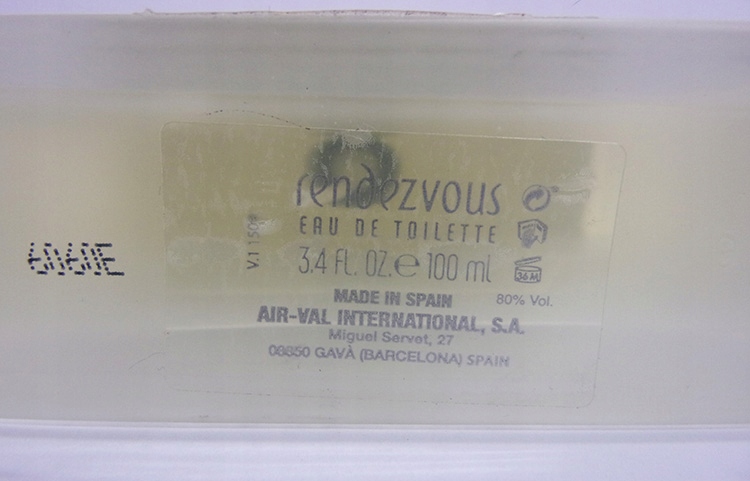 rendezvous
EAU DE TOILETTE
3.4 FL. OZ. e 100 ml
36 M
MADE IN SPAIN
80% Vol.
AIR-VAL INTERNATIONAL, S.A.
Miguel Servet, 27
08850 GAVÀ (BARCELONA) SPAIN